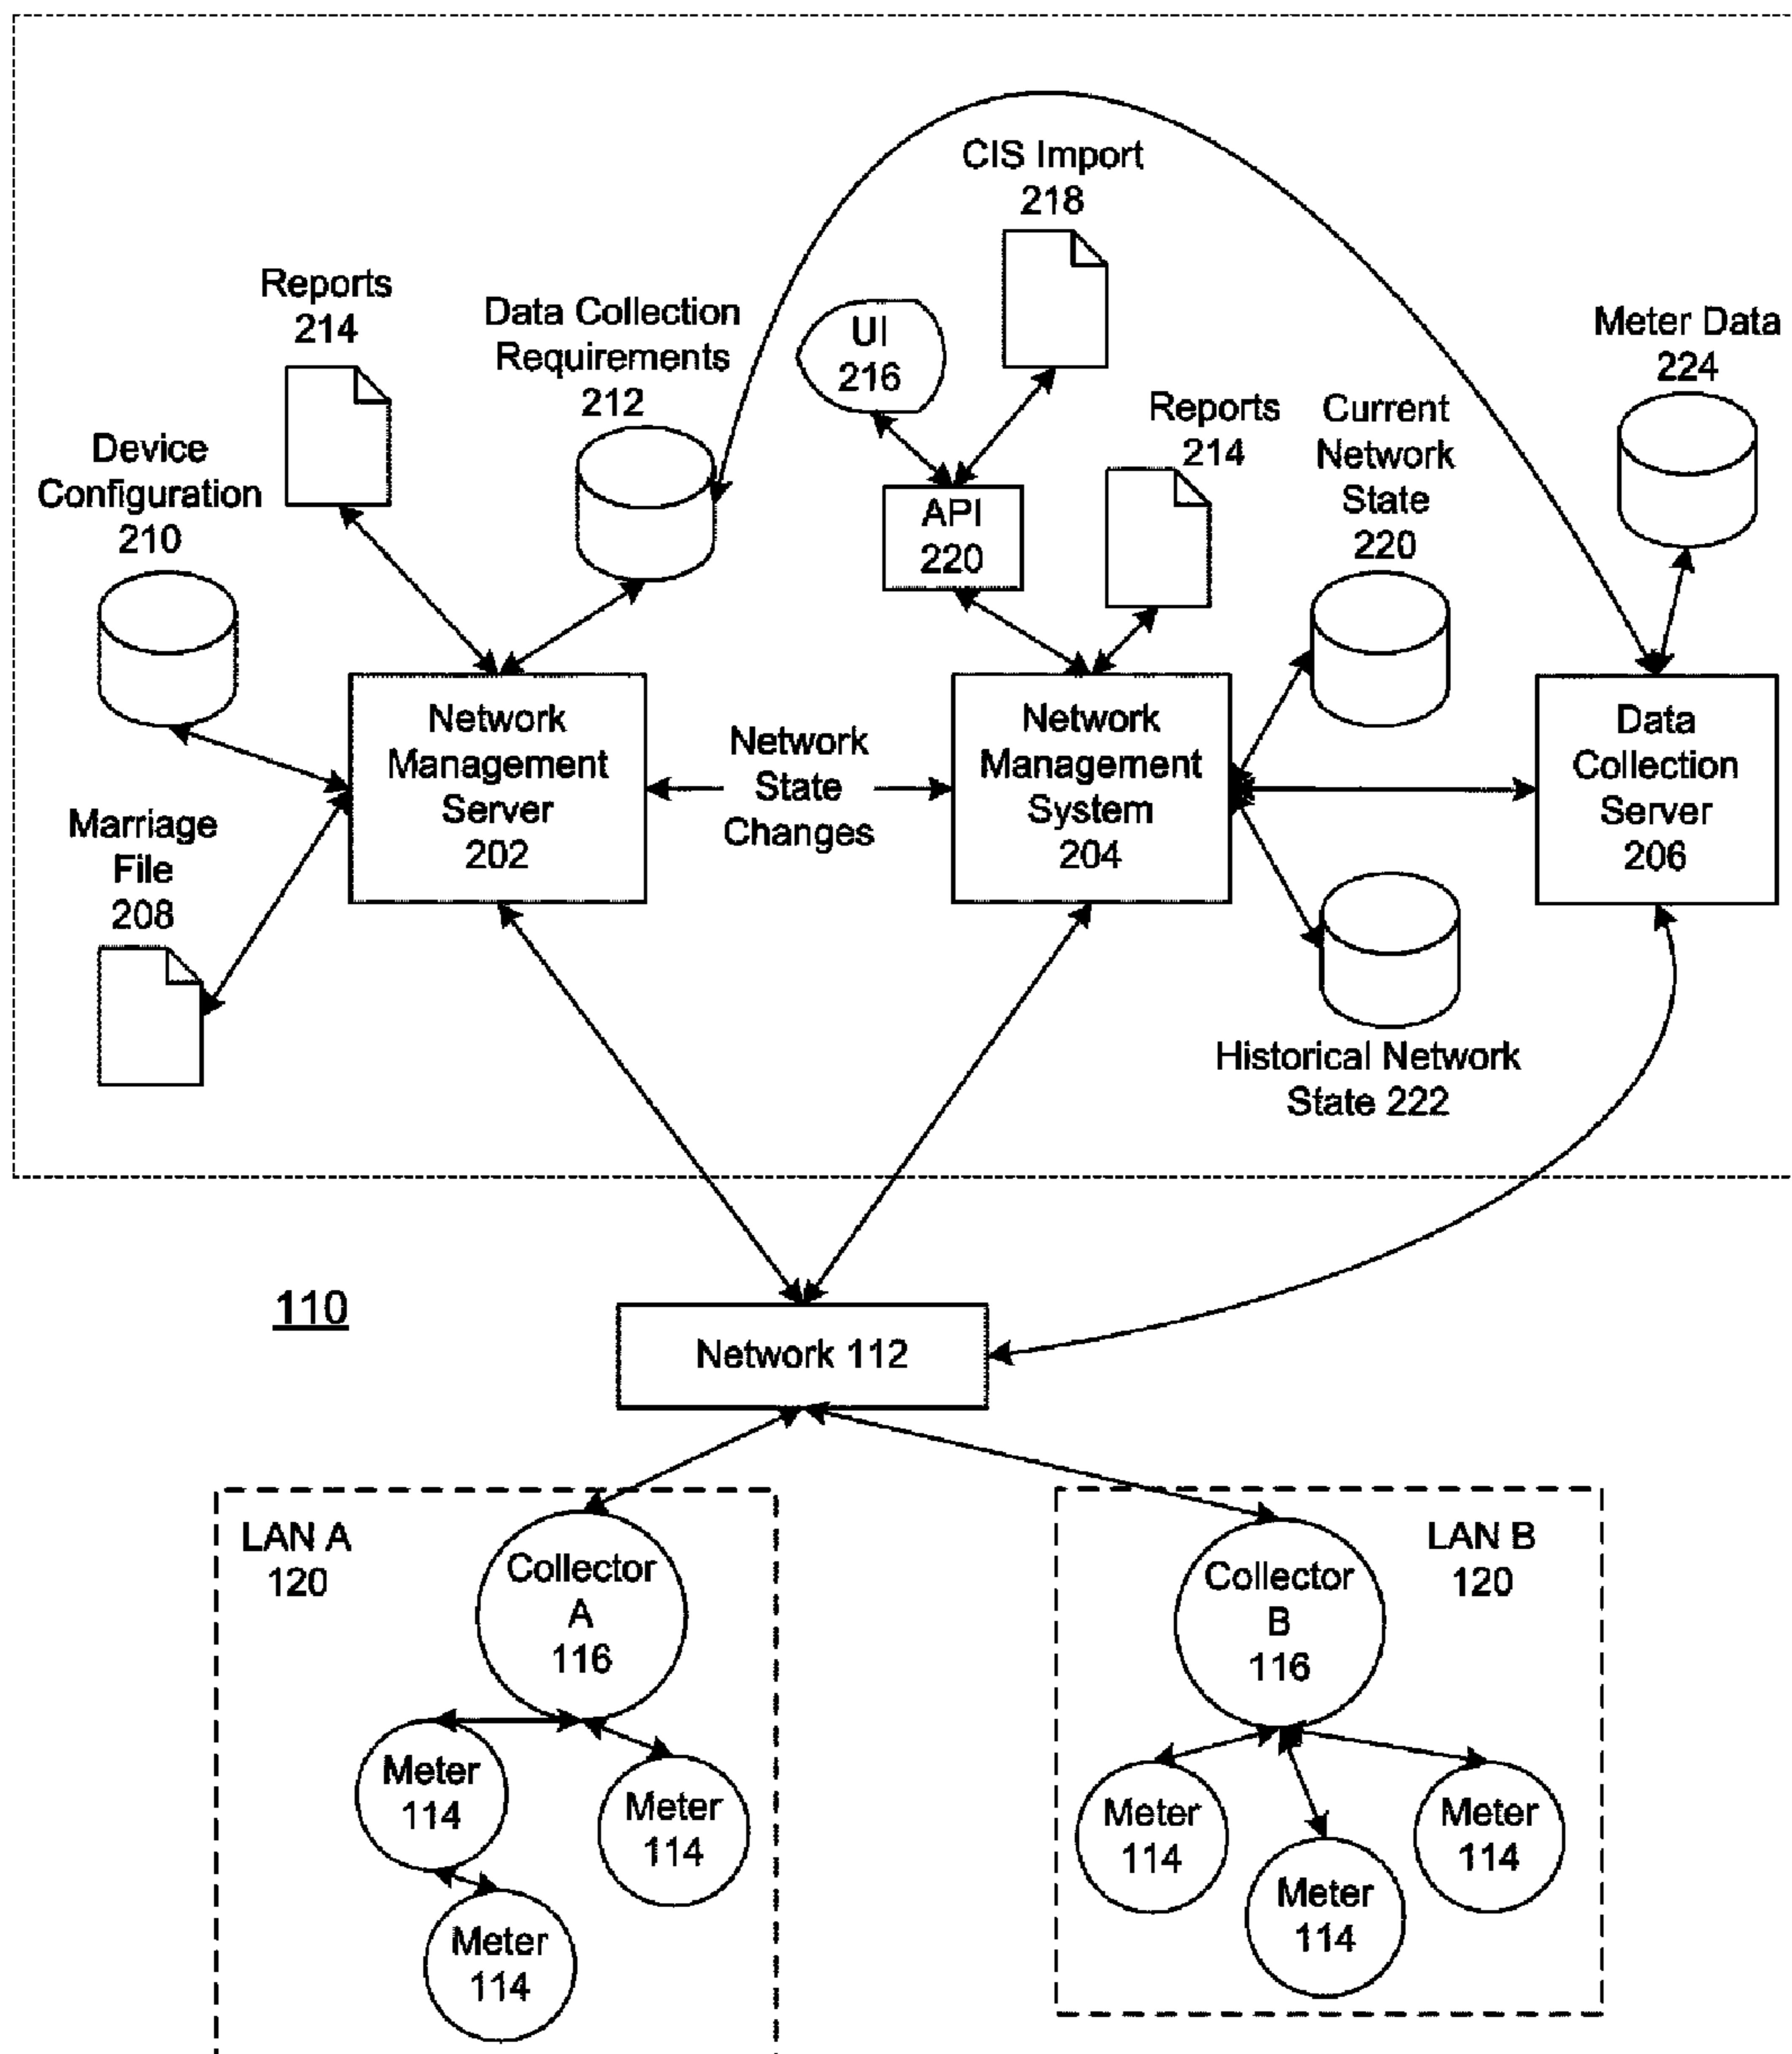 CIS Import
218
Reports
214
Data Collection
Requirements
212
UI
216
Meter Data
224
Reports
214
Current
Network
State
220
Device
Configuration
210
API
220
Network
Management
Server
202
Network
State
Changes
Network
Management
System
204
Data
Collection
Server
206
Marriage
File
208
Historical Network
State 222
110
Network 112
LAN A
120
Collector
A
116
Meter
114
Meter
114
Meter
114
LAN B
120
Collector
B
116
Meter
114
Meter
114
Meter
114